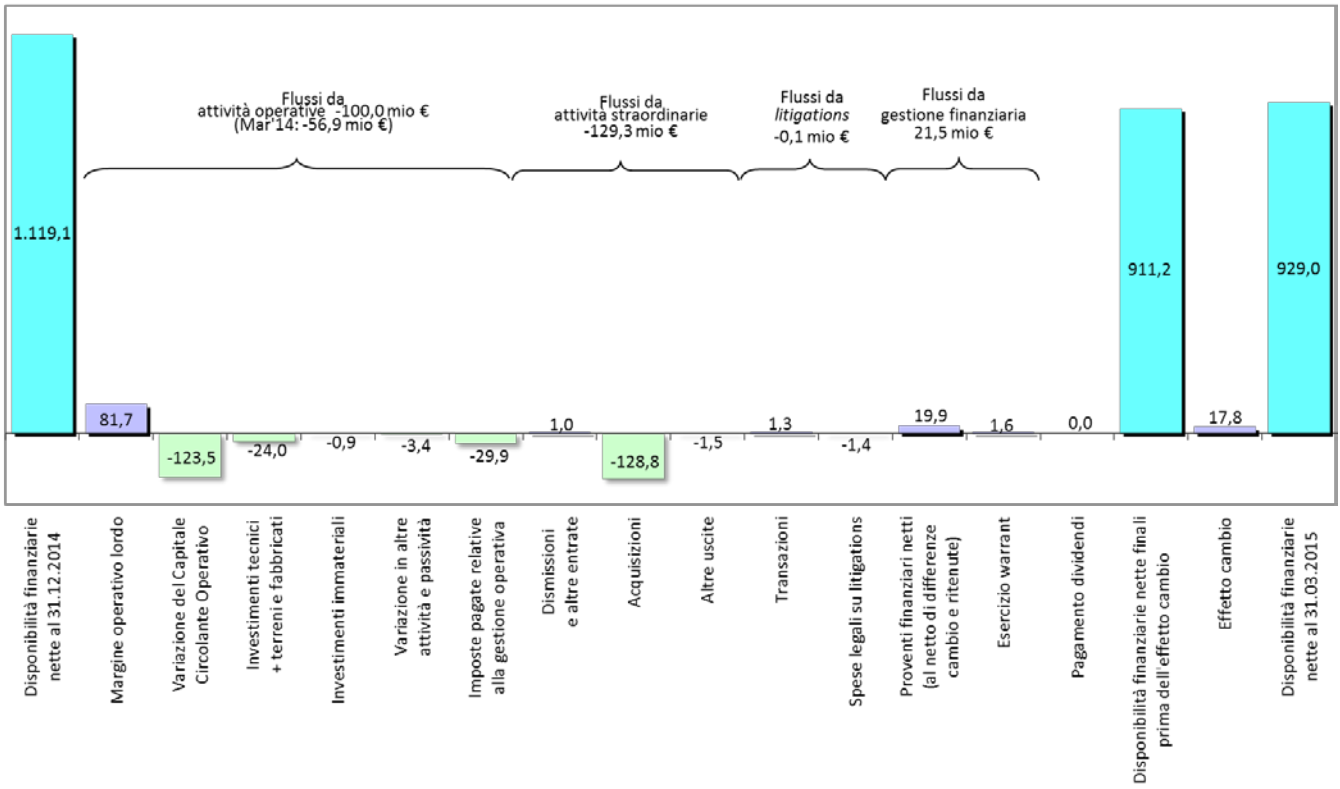 Flussi da
attività operative -100,0 mio €
(Mar'14: -56,9 mio €)
Flussi da
attività straordinarie
-129,3 mio €
Flussi da
litigations
-0,1 mio €
Flussi da
gestione finanziaria
21,5 mio €
1.119,1
81,7
-123,5
-24,0
-0,9
-3,4
-29,9
1,0
-128,8
-1,5
1,3
-1,4
19,9
1,6
0,0
911,2
17,8
929,0
Disponibilità finanziarie
nette al 31.12.2014
Margine operativo lordo
Variazione del Capitale
Circolante Operativo
Investimenti tecnici
+ terreni e fabbricati
Investimenti immateriali
Variazione in altre
attività e passività
Imposte pagate relative
alla gestione operativa
Dismissioni
e altre entrate
Acquisizioni
Altre uscite
Transazioni
Spese legali su litigations
Proventi finanziari netti
(al netto di differenze
cambio e ritenute)
Esercizio warrant
Pagamento dividendi
Disponibilità finanziarie nette finali
prima dell'effetto cambio
Effetto cambio
Disponibilità finanziarie
nette al 31.03.2015